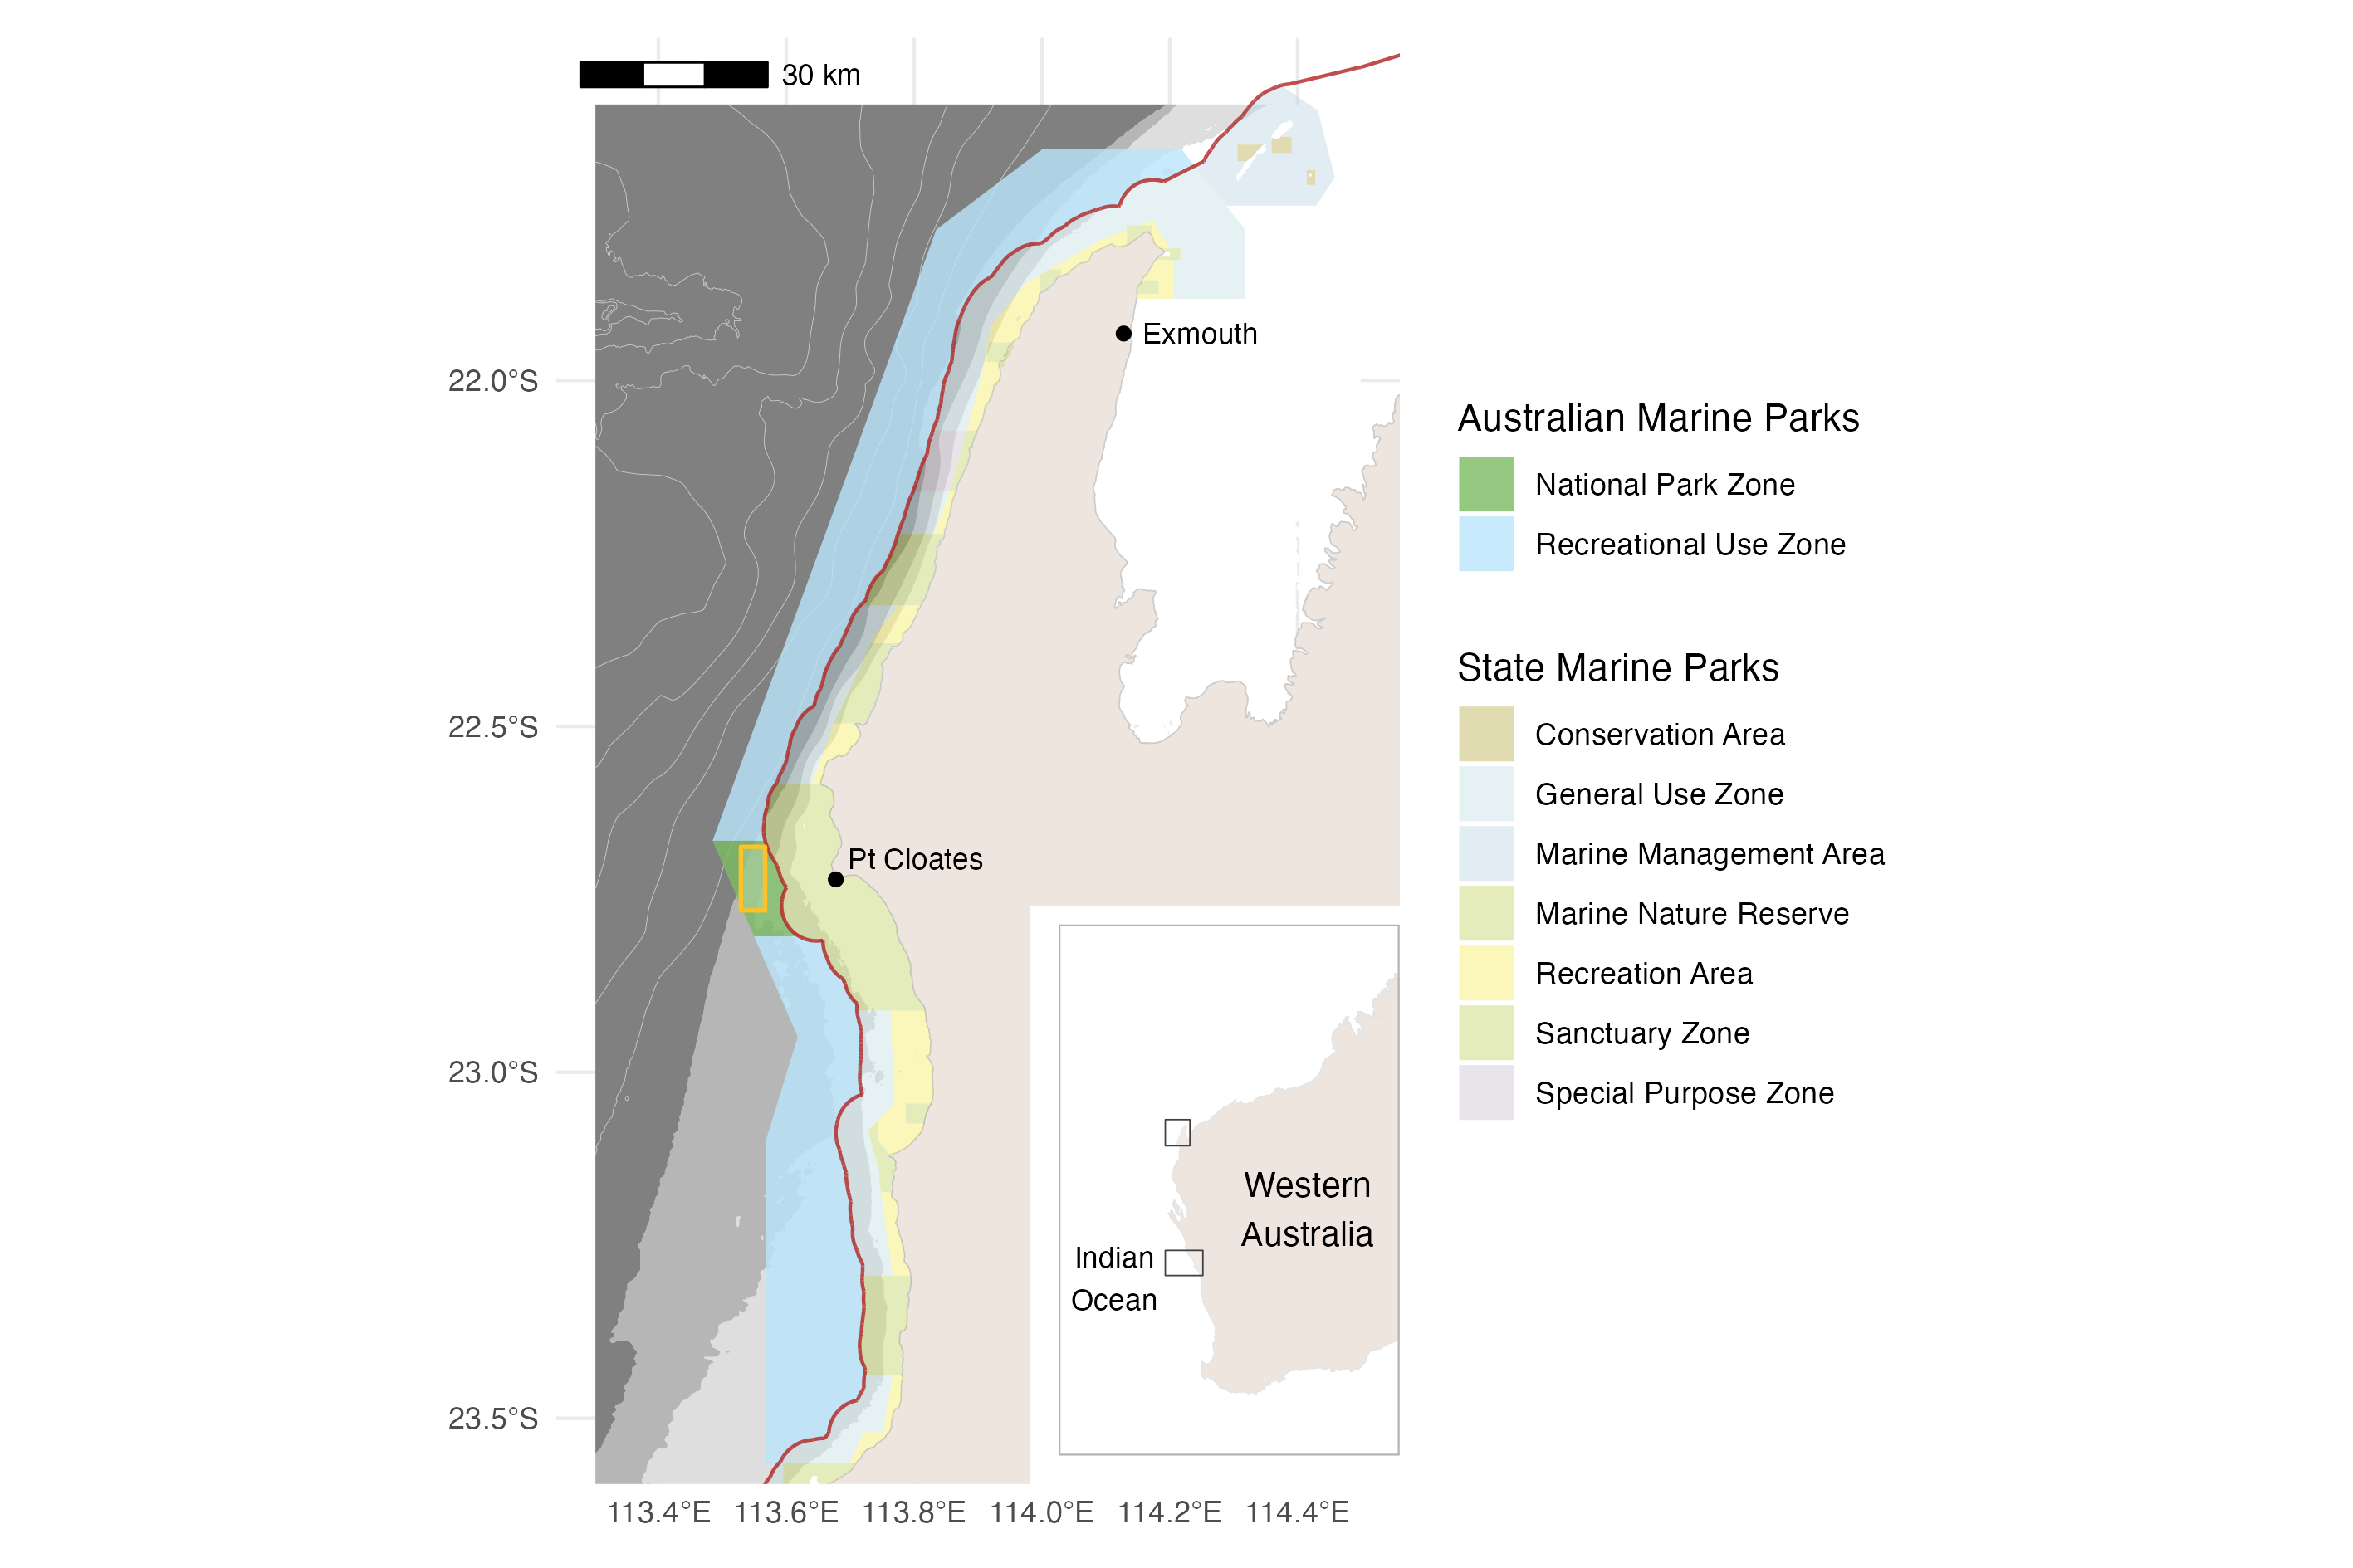 30 km
Exmouth
22.0°S
22.5°S
Pt Cloates
23.0°S
23.5°S
113.4°E 113.6°E 113.8°E 114.0°E 114.2°E 114.4°E
Western
Australia
Indian
Ocean
Australian Marine Parks
National Park Zone
Recreational Use Zone
State Marine Parks
Conservation Area
General Use Zone
Marine Management Area
Marine Nature Reserve
Recreation Area
Sanctuary Zone
Special Purpose Zone